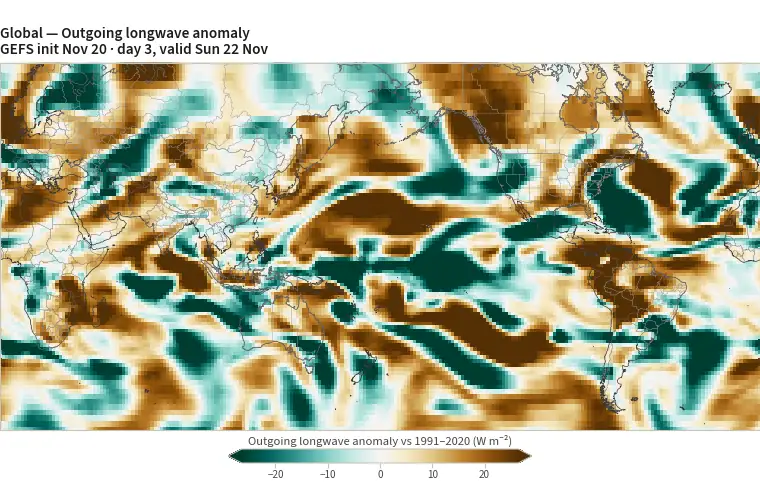 Global — Outgoing longwave anomaly
GEFS init Nov 20 · day 3, valid Sun 22 Nov
Outgoing longwave anomaly vs 1991–2020 (W m⁻²)
−20 −10 0 10 20